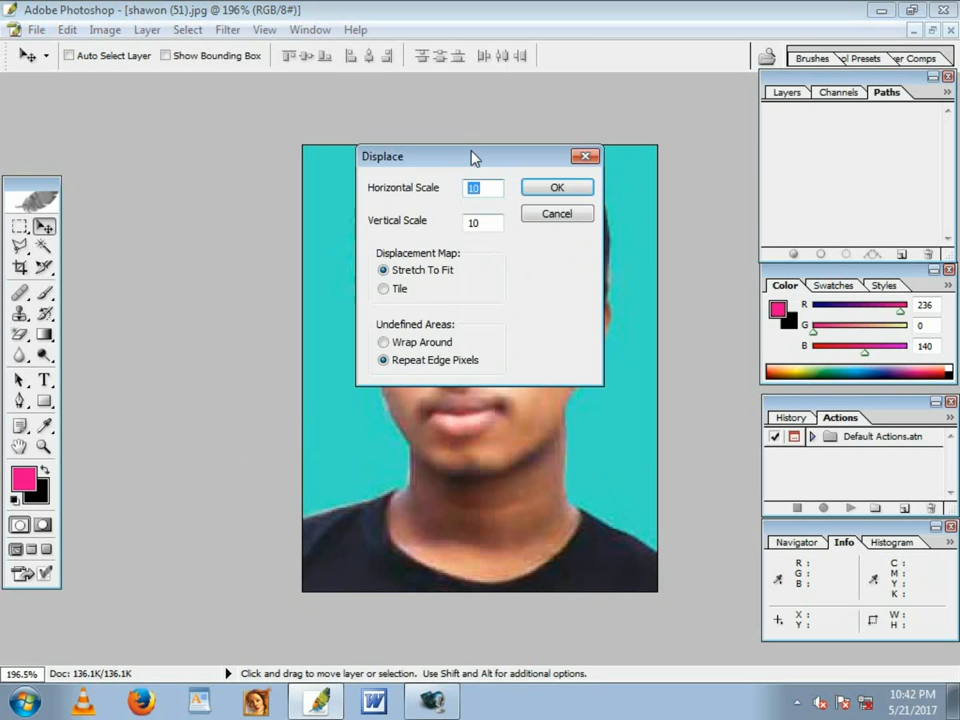 Adobe Photoshop - [shawon (51).jpg @ 196% (RGB/8#)]
File Edit Image Layer Select Filter View Window Help
Auto Select Layer Show Bounding Box
Brushes ol Presets er Comps
Layers Channels Paths
Displace
Horizontal Scale 10 OK
Vertical Scale 10 Cancel
Displacement Map:
Stretch To Fit
Tile
Undefined Areas:
Wrap Around
Repeat Edge Pixels
Color Swatches Styles
R 236
G 0
B 140
History Actions
Default Actions.atn
Navigator Info Histogram
R : C :
G : M :
B : Y :
K :
X : W :
Y : H :
196.5% Doc: 136.1K/136.1K Click and drag to move layer or selection. Use Shift and Alt for additional options.
10:42 PM
5/21/2017